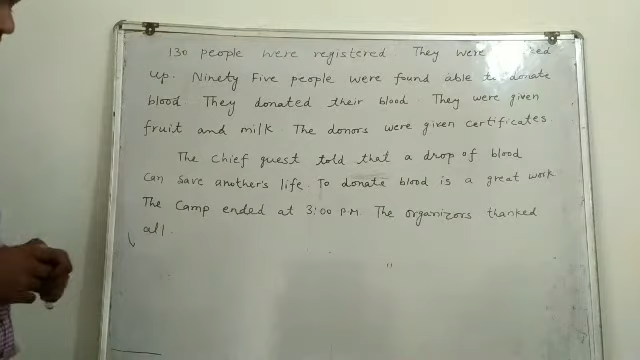 130 people were registered They were
up. Ninety Five people were found able to donate
blood They donated their blood. They were given
fruit and milk. The donors were given certificates.
The Chief guest told that a drop of blood
can save another's life. To donate blood is a great work
The Camp ended at 3:00 P.M. The organizors thanked
all.